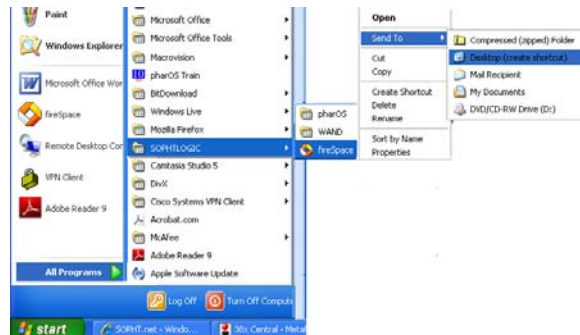 Paint
Windows Explorer
Microsoft Office Wor
fireSpace
Remote Desktop Con
VPN Client
Adobe Reader 9
All Programs
Microsoft Office
Microsoft Office Tools
Macrovision
pharOS Train
BitDownload
Windows Live
Mozilla Firefox
SOPHTLOGIC
Camtasia Studio 5
DivX
Cisco Systems VPN Client
Acrobat.com
McAfee
Adobe Reader 9
Apple Software Update
pharOS
WAND
fireSpace
Open
Send To
Cut
Copy
Create Shortcut
Delete
Rename
Sort by Name
Properties
Compressed (zipped) Folder
Desktop (create shortcut)
Mail Recipient
My Documents
DVD/CD-RW Drive (D:)
Log Off
Turn Off Compute
start
SOPHT.net - Windo...
Central - Metal